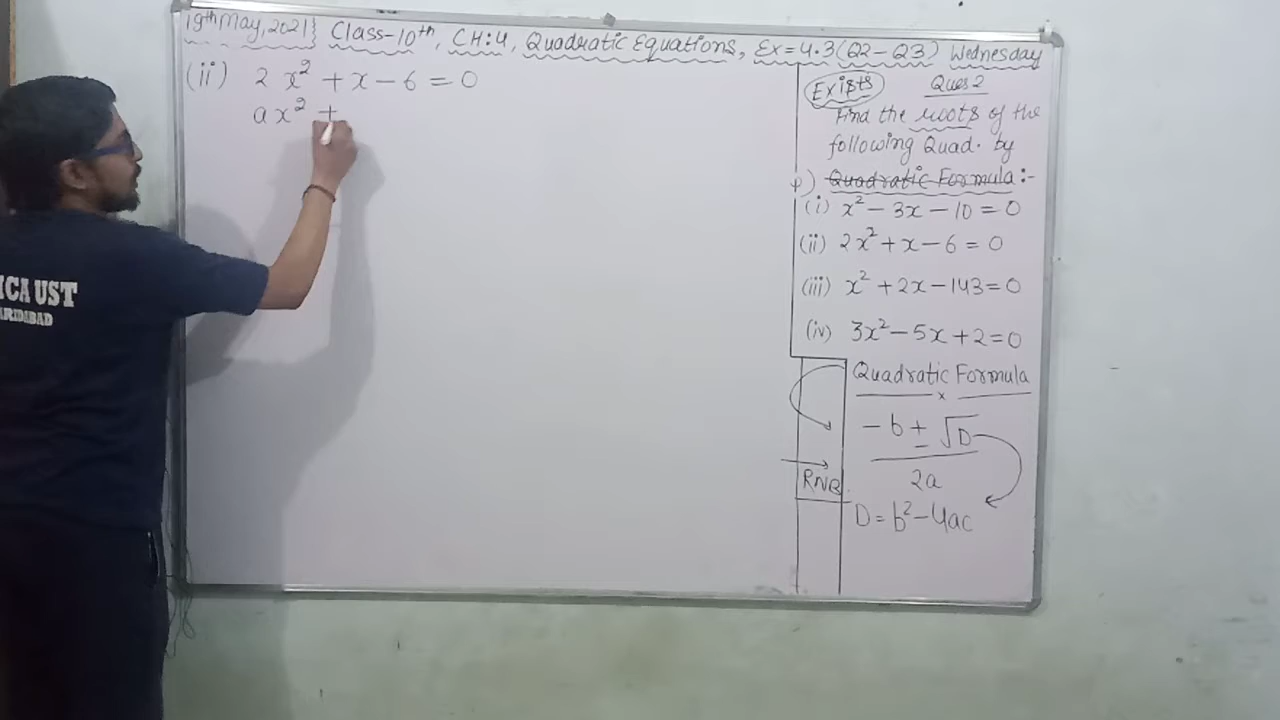 19th May, 2021} Class-10th, CH:4, Quadratic Equations, Ex=4.3(Q2-Q3) Wednesday
(ii) 2x² + x - 6 = 0
ax² +
Exists Ques 2
Find the roots of the
following Quad. by
Quadratic Formula:-
(i) x² - 3x - 10 = 0
(ii) 2x² + x - 6 = 0
(iii) x² + 2x - 143 = 0
(iv) 3x² - 5x + 2 = 0
Quadratic Formula
x
-b ± √D
2a
RNB
D = b² - 4ac
ICA UST
ARIDABAD